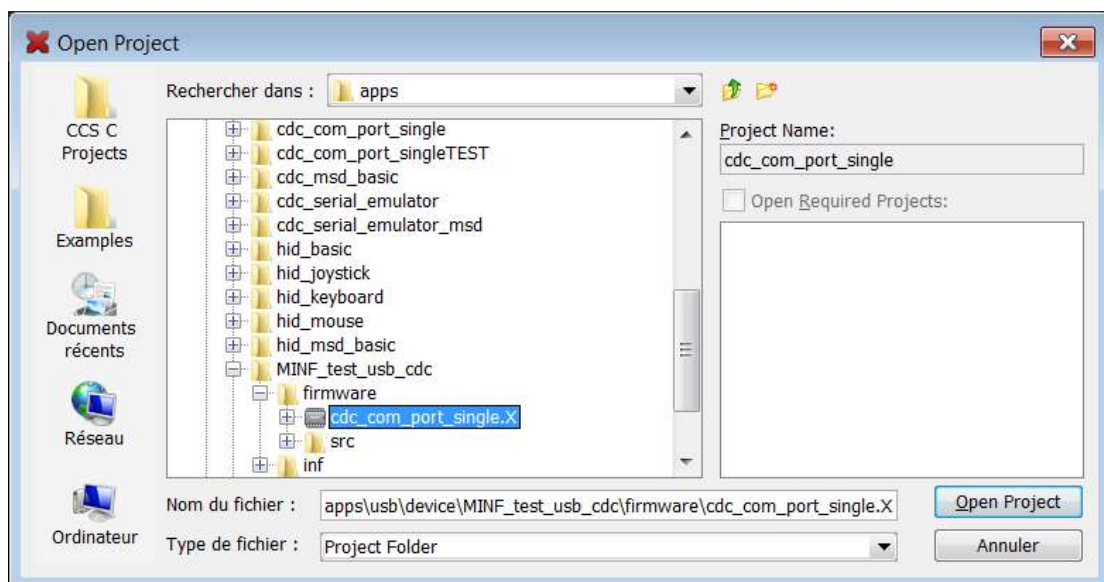 Open Project
Rechercher dans :
apps
CCS C
Projects
Examples
Documents
récents
Réseau
Ordinateur
cdc_com_port_single
cdc_com_port_singleTEST
cdc_msd_basic
cdc_serial_emulator
cdc_serial_emulator_msd
hid_basic
hid_joystick
hid_keyboard
hid_mouse
hid_msd_basic
MINF_test_usb_cdc
firmware
cdc_com_port_single.X
src
inf
Project Name:
cdc_com_port_single
Open Required Projects:
Nom du fichier :
apps\usb\device\MINF_test_usb_cdc\firmware\cdc_com_port_single.X
Open Project
Type de fichier :
Project Folder
Annuler